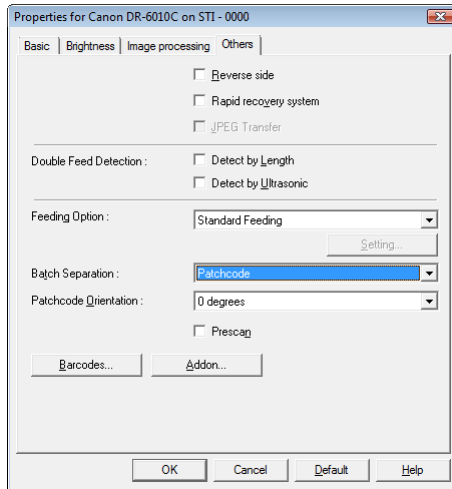 Properties for Canon DR-6010C on STI - 0000
Basic Brightness Image processing Others
Reverse side
Rapid recovery system
JPEG Transfer
Double Feed Detection : Detect by Length
Detect by Ultrasonic
Feeding Option : Standard Feeding
Setting...
Batch Separation : Patchcode
Patchcode Orientation : 0 degrees
Prescan
Barcodes... Addon...
OK Cancel Default Help